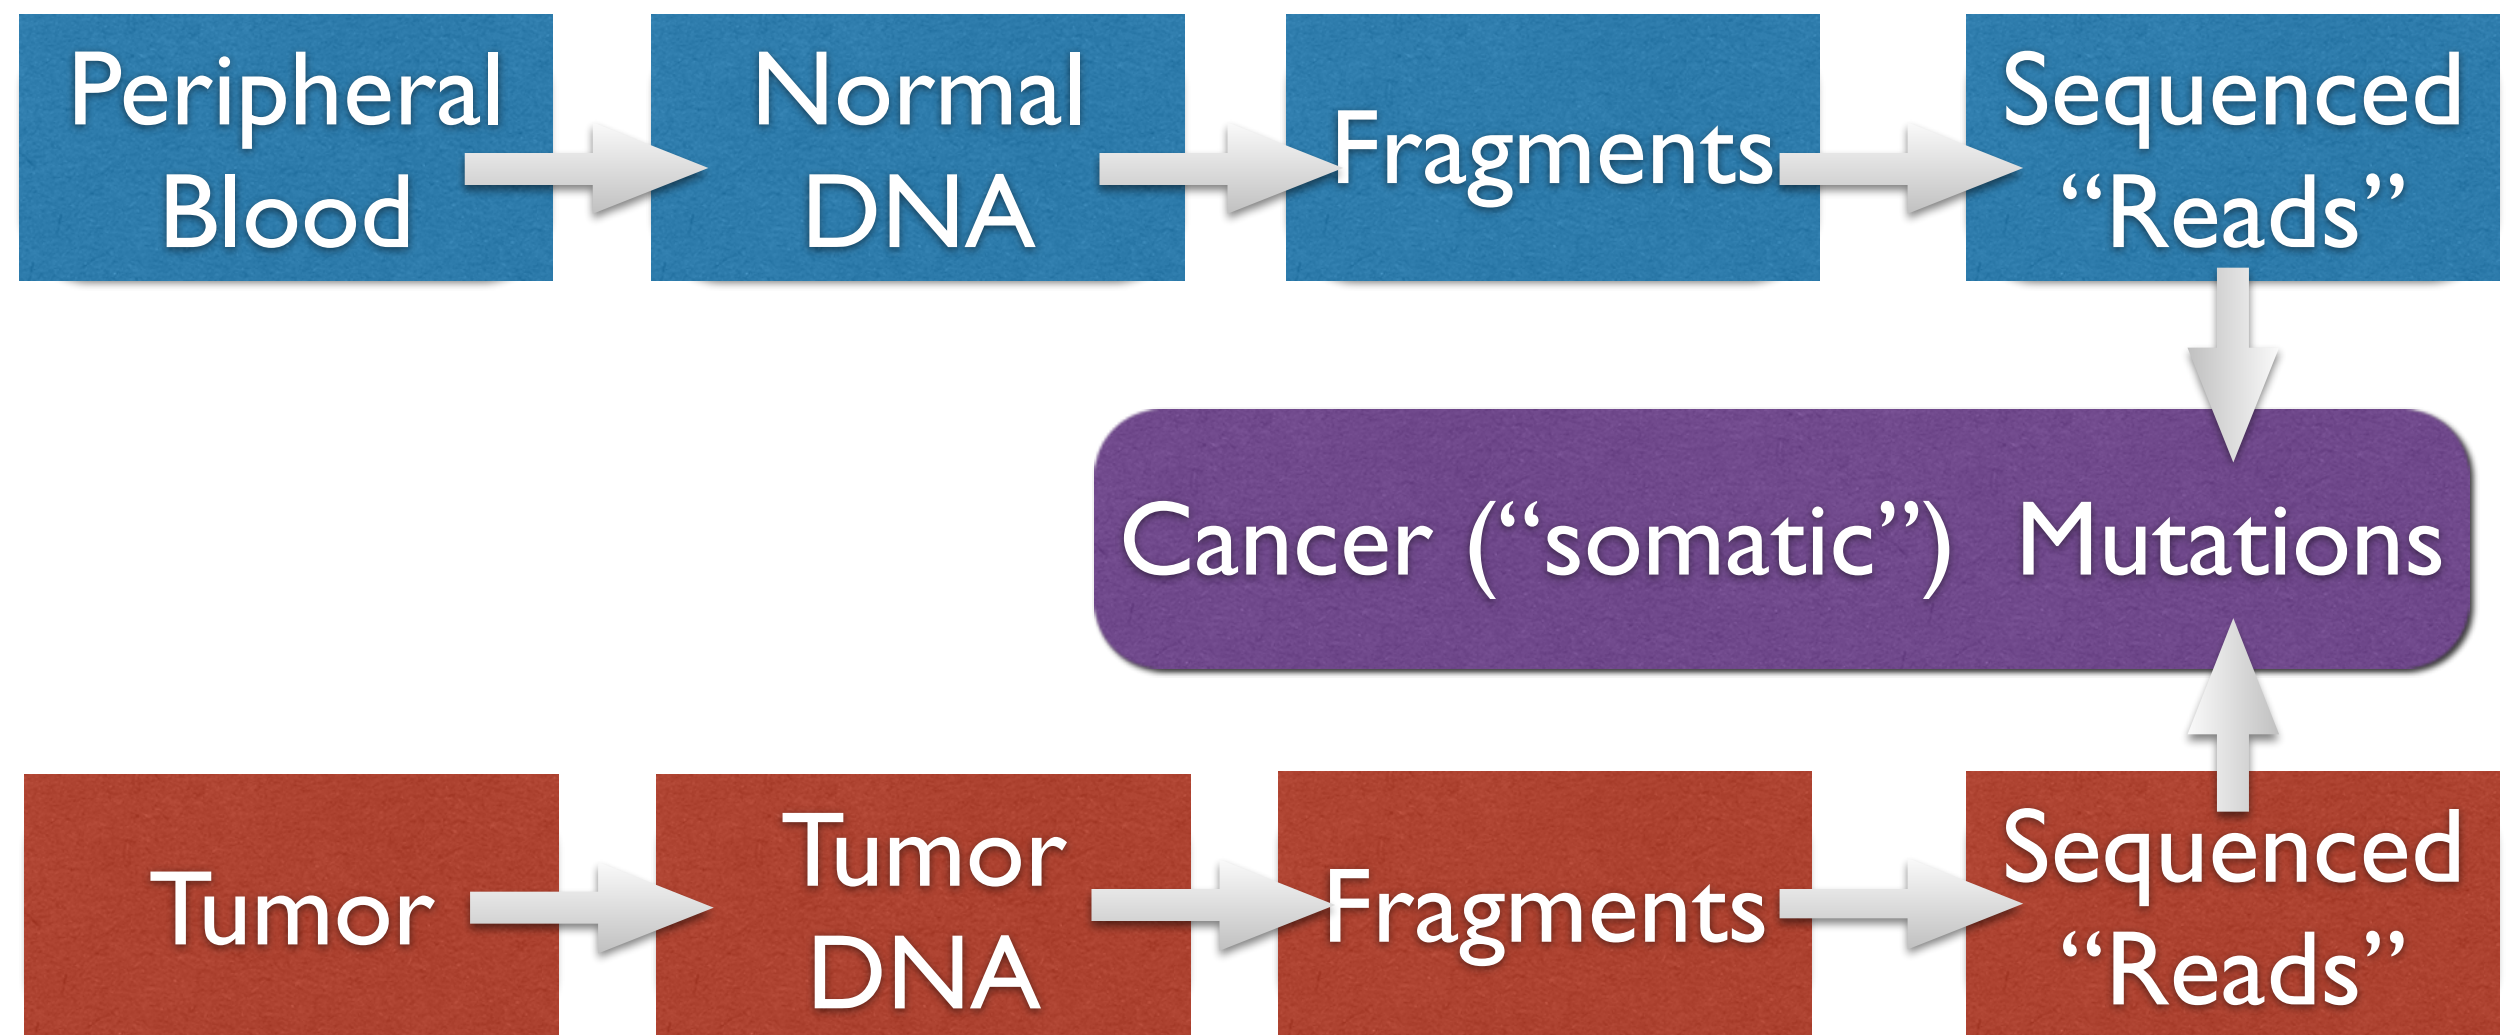 Peripheral
Blood
Normal
DNA
Fragments
Sequenced
“Reads”
Cancer (“somatic”) Mutations
Tumor
Tumor
DNA
Fragments
Sequenced
“Reads”